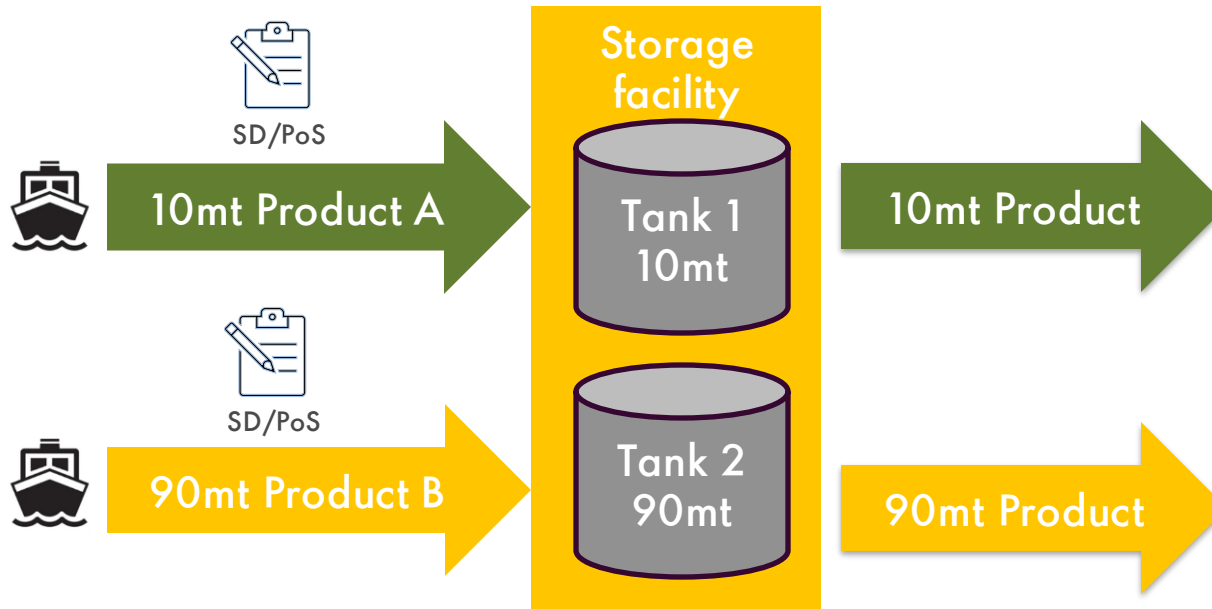 SD/PoS
10mt Product A
Storage
facility
Tank 1
10mt
10mt Product
SD/PoS
90mt Product B
Tank 2
90mt
90mt Product